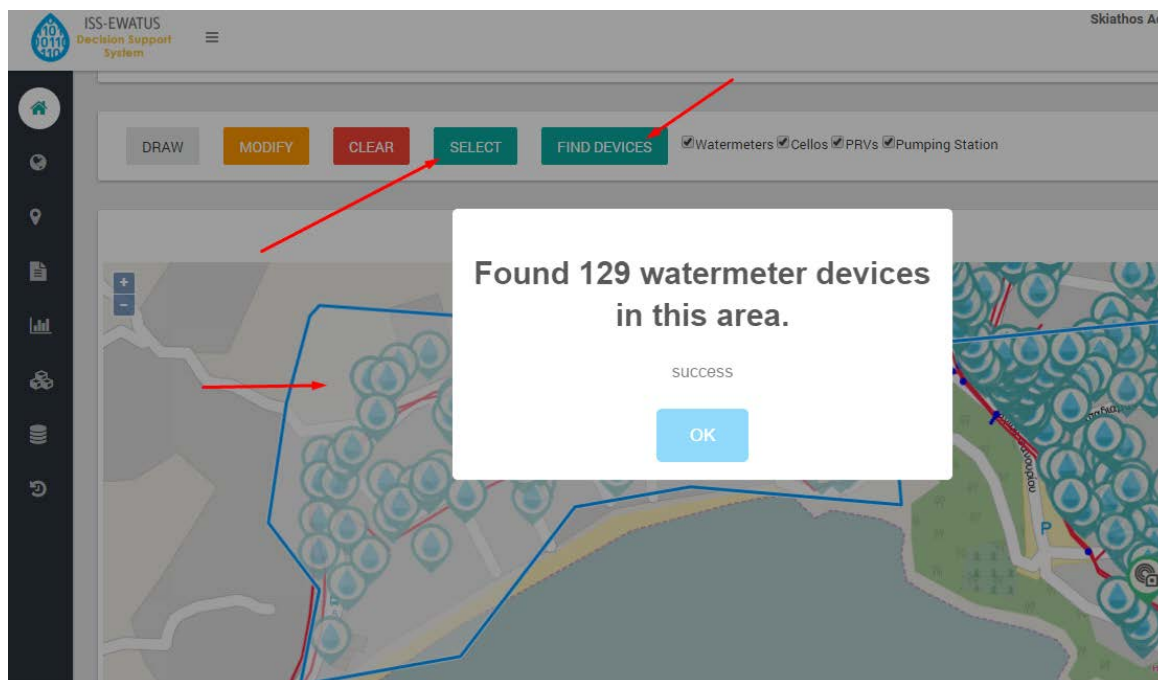 ISS-EWATUS
Decision Support
System
Skiathos
DRAW
MODIFY
CLEAR
SELECT
FIND DEVICES
Watermeters Cellos PRVs Pumping Station
Found 129 watermeter devices
in this area.
success
OK
+
−
P